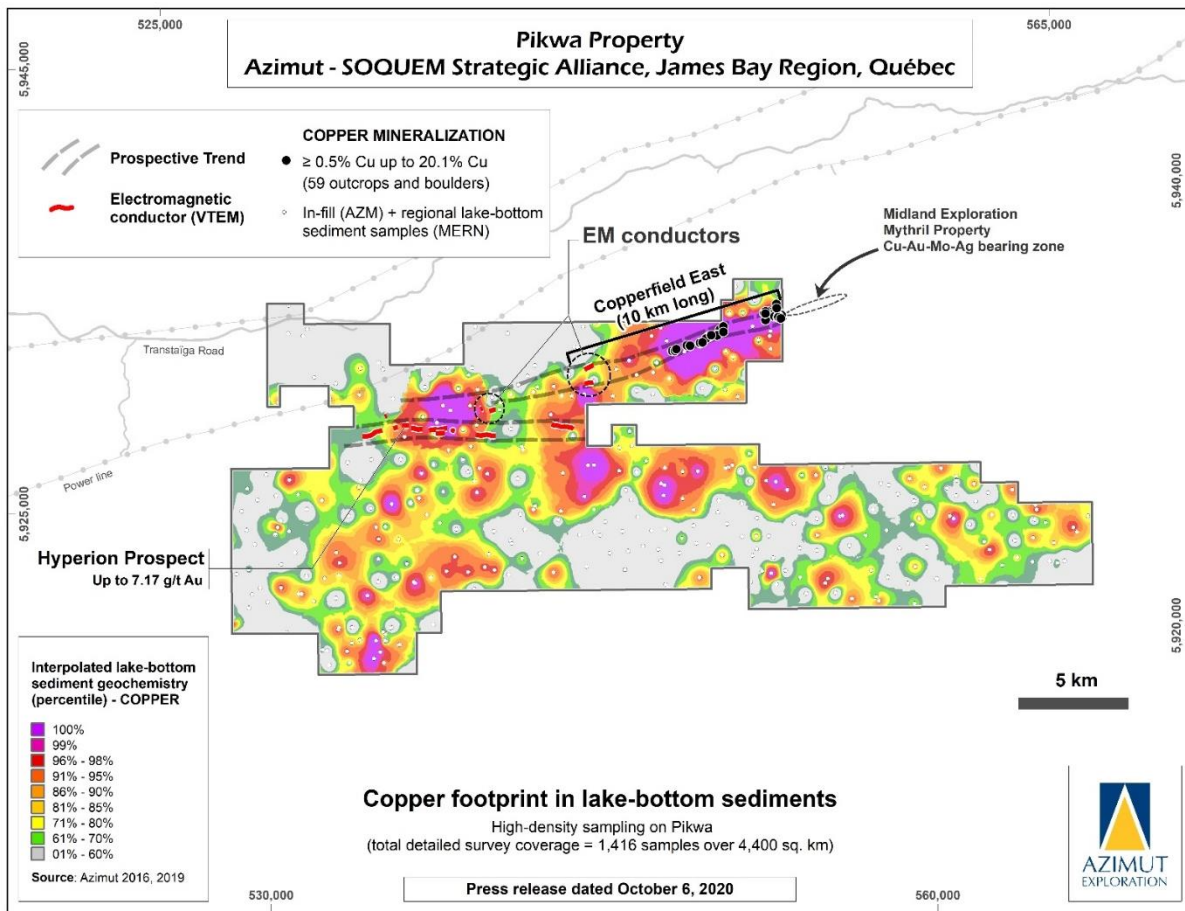 525,000
565,000
5,945,000
Pikwa Property
Azimut - SOQUEM Strategic Alliance, James Bay Region, Québec
Prospective Trend
Electromagnetic
conductor (VTEM)
COPPER MINERALIZATION
≥ 0.5% Cu up to 20.1% Cu
(59 outcrops and boulders)
In-fill (AZM) + regional lake-bottom
sediment samples (MERN)
5,940,000
Midland Exploration
Mythril Property
Cu-Au-Mo-Ag bearing zone
EM conductors
Copperfield East
(10 km long)
Transtaïga Road
Power line
5,925,000
Hyperion Prospect
Up to 7.17 g/t Au
5,920,000
5 km
Interpolated lake-bottom
sediment geochemistry
(percentile) - COPPER
100%
99%
96% - 98%
91% - 95%
86% - 90%
81% - 85%
71% - 80%
61% - 70%
01% - 60%
Source: Azimut 2016, 2019
Copper footprint in lake-bottom sediments
High-density sampling on Pikwa
(total detailed survey coverage = 1,416 samples over 4,400 sq. km)
Press release dated October 6, 2020
AZIMUT
EXPLORATION
530,000
560,000